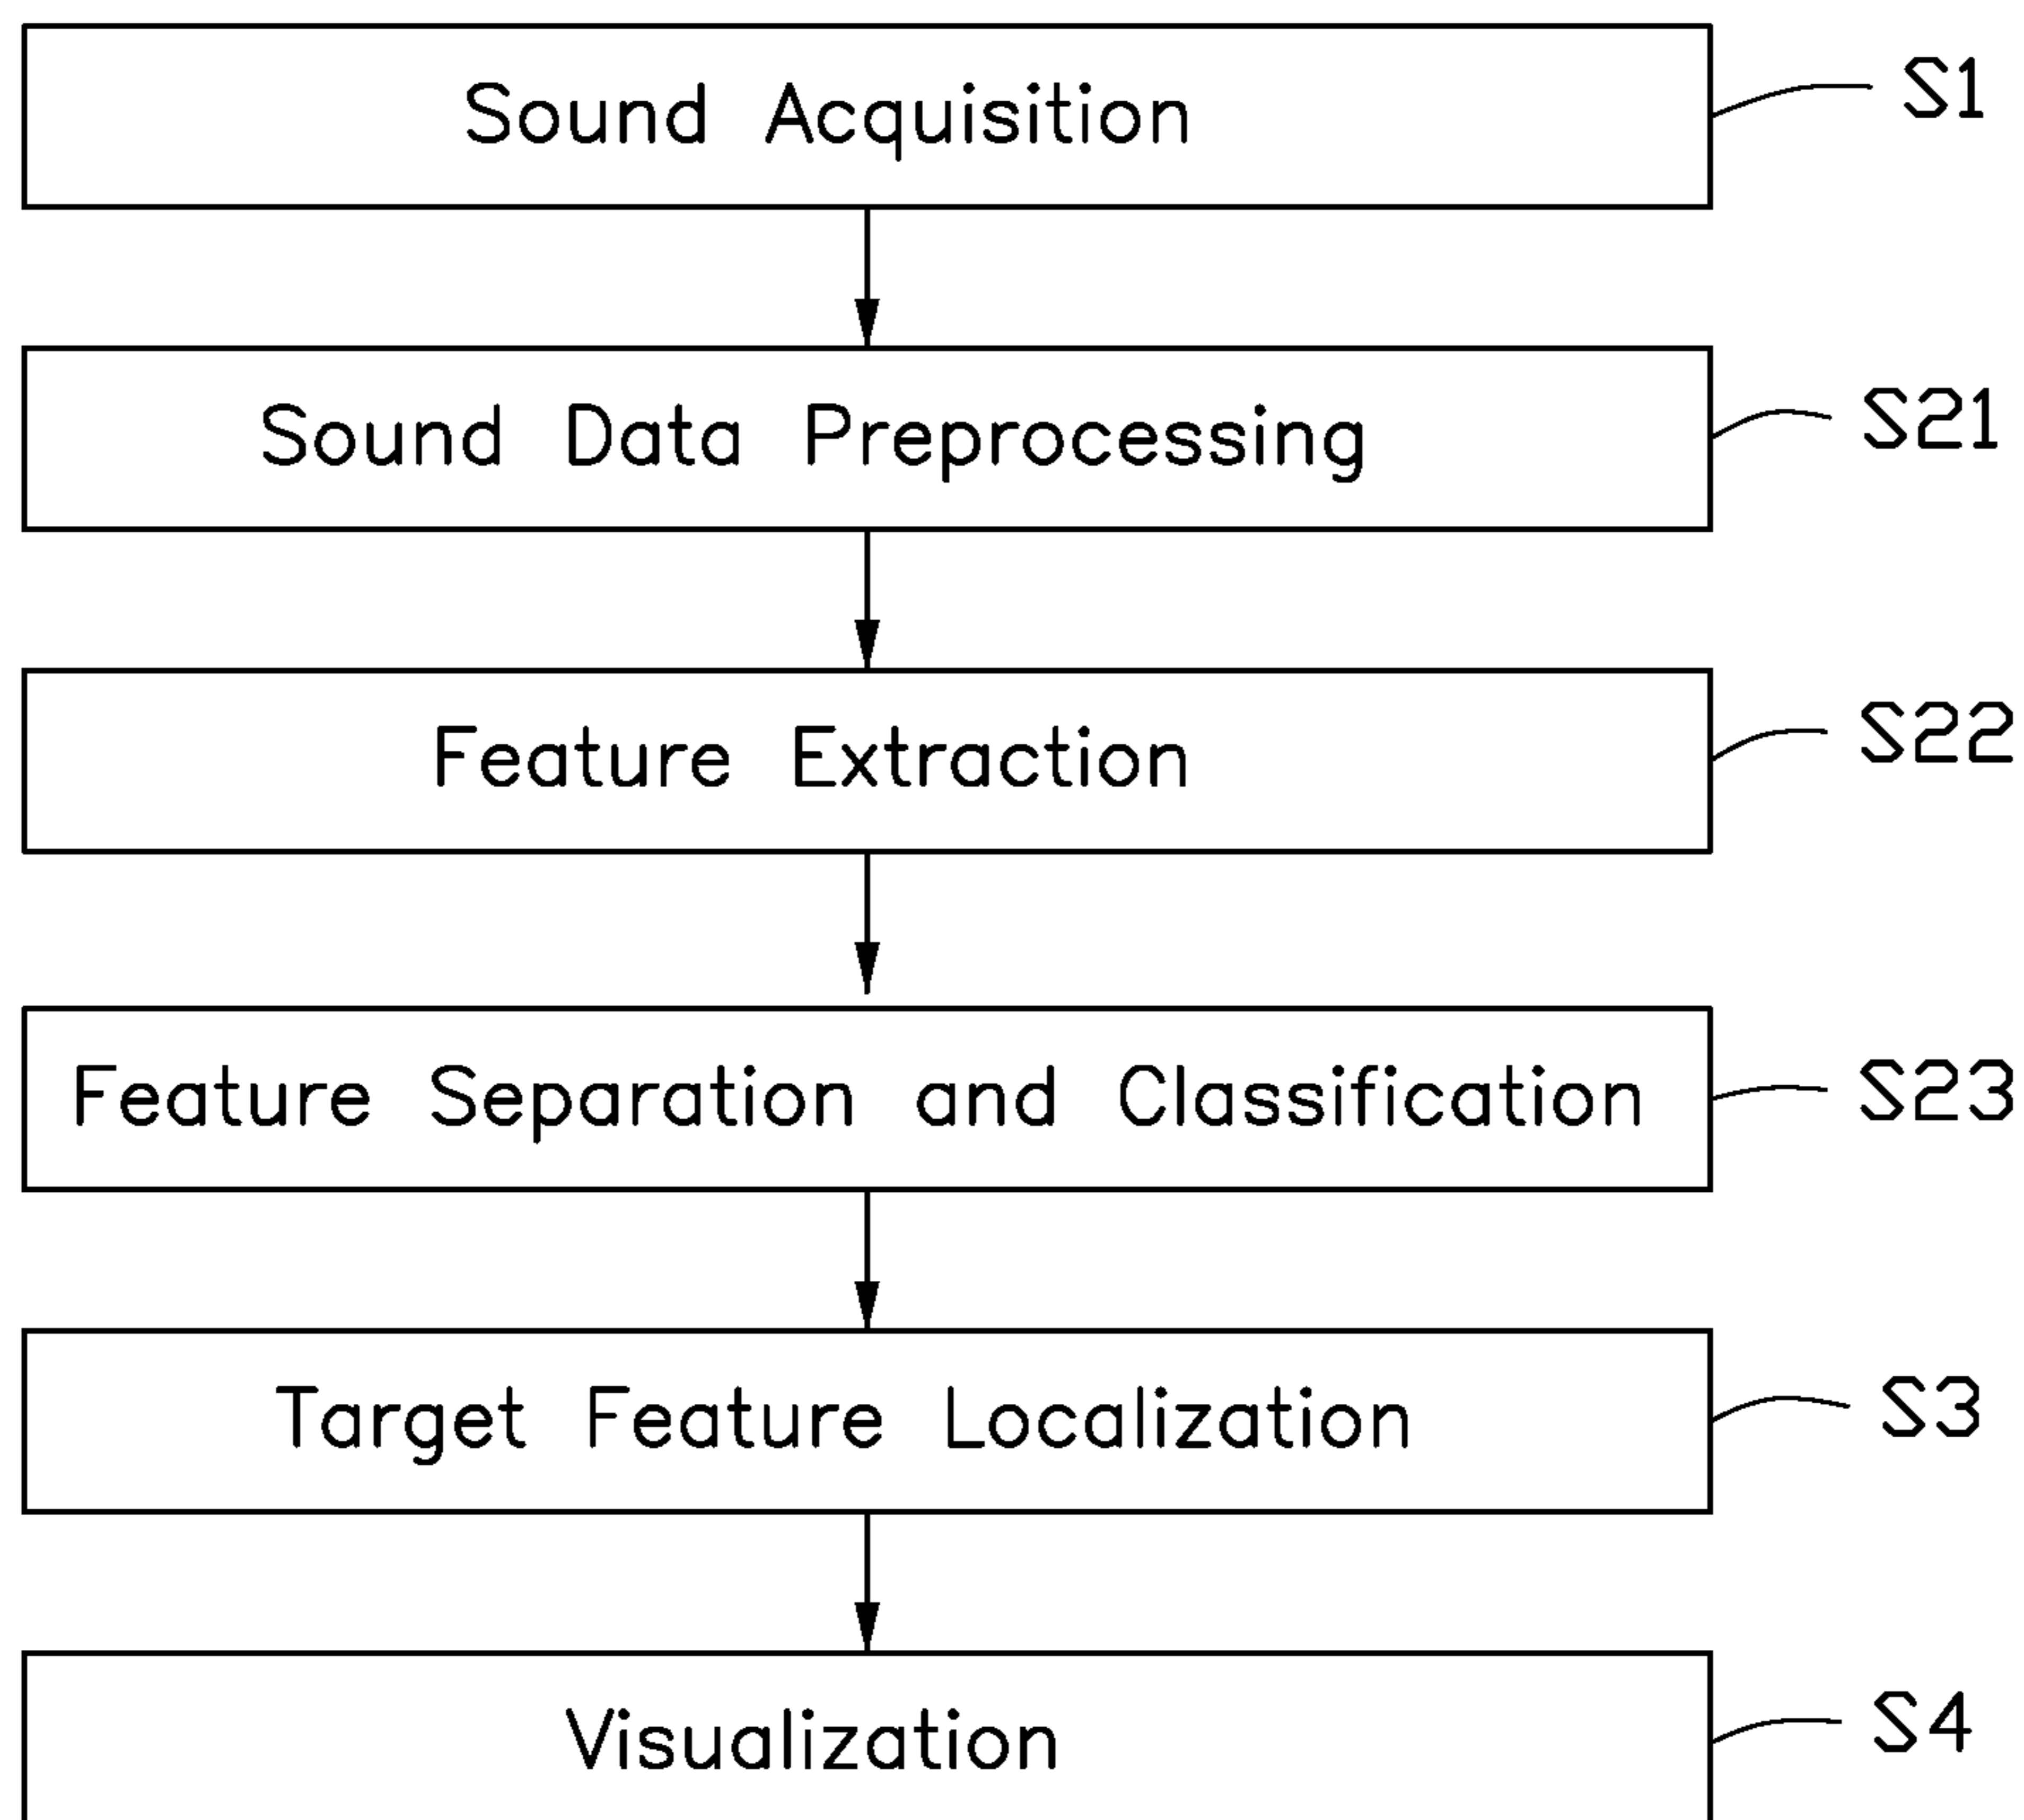 Sound Acquisition
S1
Sound Data Preprocessing
S21
Feature Extraction
S22
Feature Separation and Classification
S23
Target Feature Localization
S3
Visualization
S4